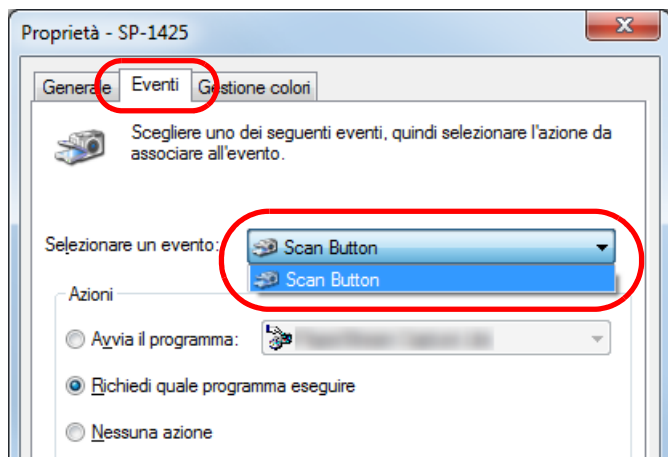 Proprietà - SP-1425
Generale Eventi Gestione colori
Scegliere uno dei seguenti eventi, quindi selezionare l'azione da
associare all'evento.
Selezionare un evento: Scan Button
Scan Button
Azioni
Avvia il programma:
Richiedi quale programma eseguire
Nessuna azione